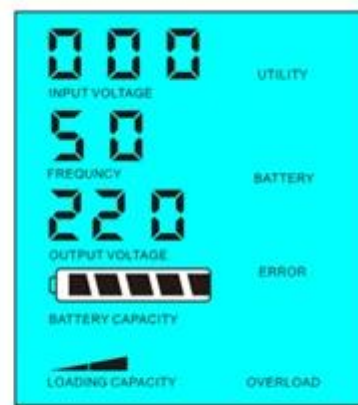 000
UTILITY
INPUT VOLTAGE
50
FREQUNCY
BATTERY
220
OUTPUT VOLTAGE
ERROR
BATTERY CAPACITY
LOADING CAPACITY
OVERLOAD